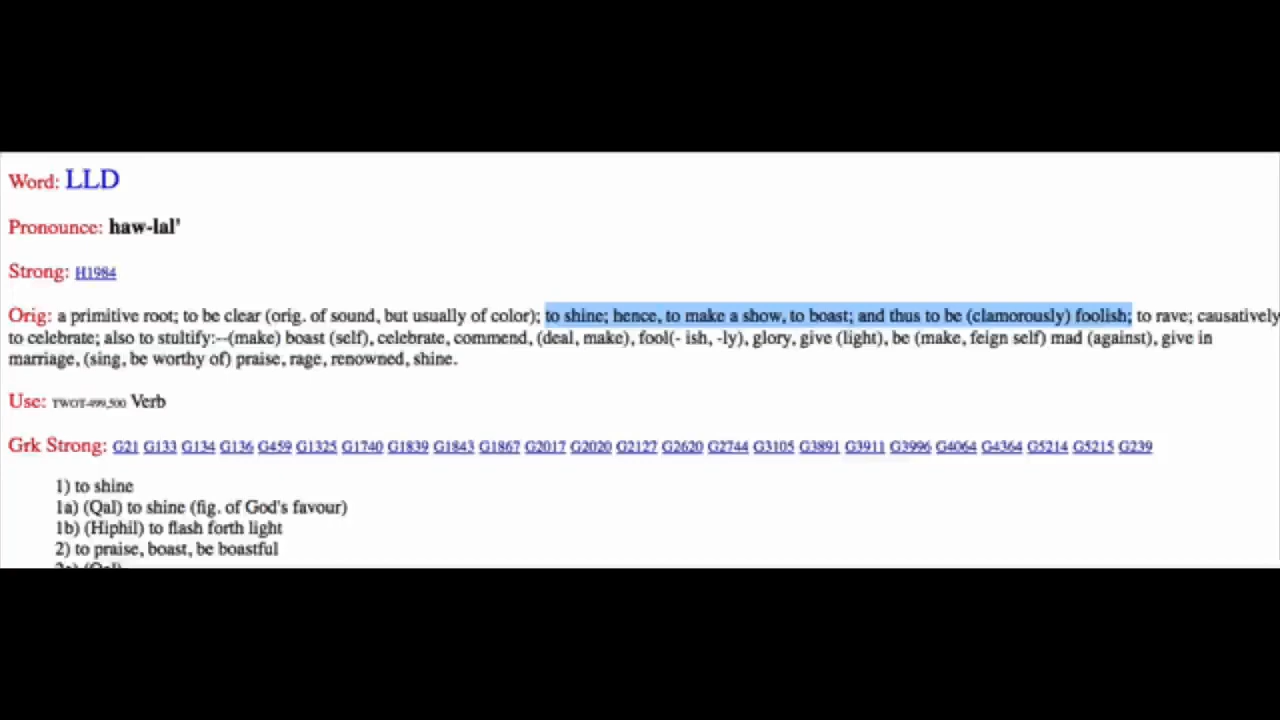 Word: LLD
Pronounce: haw-lal'
Strong: H1984
Orig: a primitive root; to be clear (orig. of sound, but usually of color); to shine; hence, to make a show, to boast; and thus to be (clamorously) foolish; to rave; causatively
to celebrate; also to stultify:--(make) boast (self), celebrate, commend, (deal, make), fool(- ish, -ly), glory, give (light), be (make, feign self) mad (against), give in
marriage, (sing, be worthy of) praise, rage, renowned, shine.
Use: TWOT-499,500 Verb
Grk Strong: G21 G133 G134 G136 G459 G1325 G1740 G1839 G1843 G1867 G2017 G2020 G2127 G2620 G2744 G3105 G3891 G3911 G3996 G4064 G4364 G5214 G5215 G239
1) to shine
1a) (Qal) to shine (fig. of God's favour)
1b) (Hiphil) to flash forth light
2) to praise, boast, be boastful
2a) (Qal)